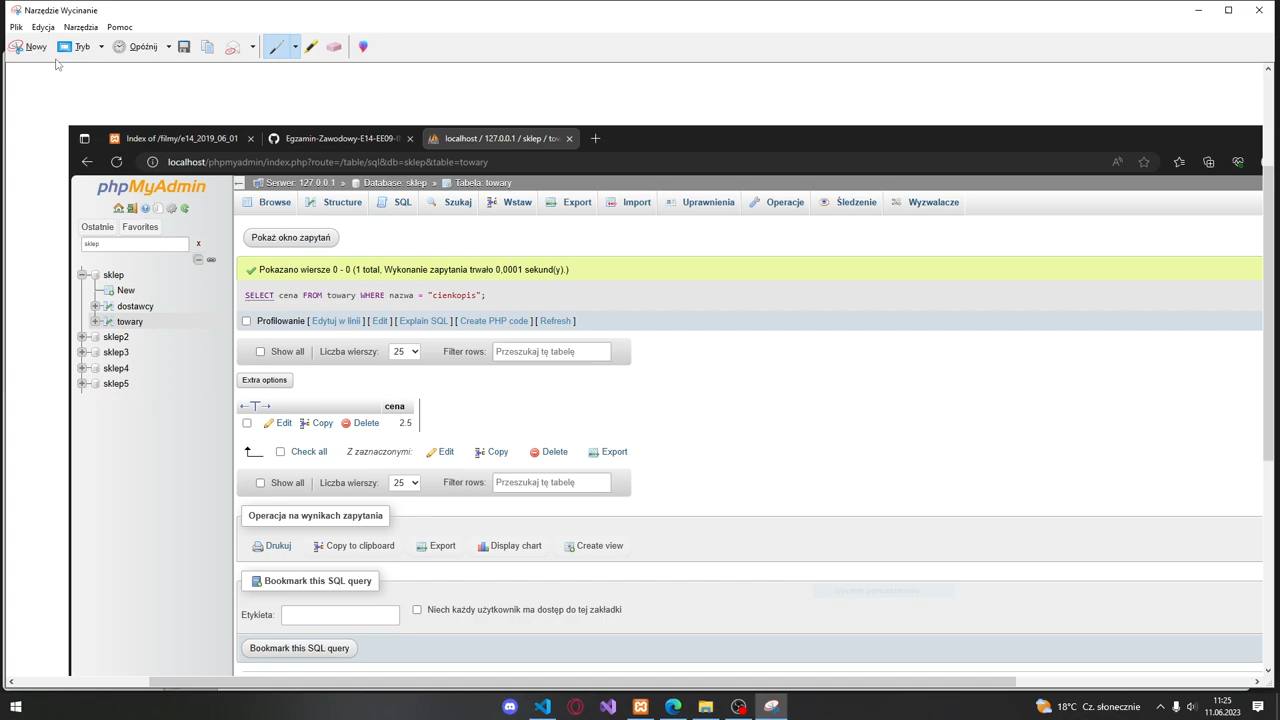 Narzędzie Wycinanie
Plik Edycja Narzędzia Pomoc
Nowy Tryb Opóźnij
Index of /filmy/e14_2019_06_01
Egzamin-Zawodowy-E14-EE09-
localhost / 127.0.0.1 / sklep / tow
localhost/phpmyadmin/index.php?route=/table/sql&db=sklep&table=towary
phpMyAdmin
Serwer: 127.0.0.1 » Database: sklep » Tabela: towary
Browse Structure SQL Szukaj Wstaw Export Import Uprawnienia Operacje Śledzenie Wyzwalacze
Ostatnie Favorites
sklep x
sklep
New
dostawcy
towary
sklep2
sklep3
sklep4
sklep5
Pokaż okno zapytań
Pokazano wiersze 0 - 0 (1 total, Wykonanie zapytania trwało 0,0001 sekund(y).)
SELECT cena FROM towary WHERE nazwa = "cienkopis";
Profilowanie [ Edytuj w linii ] [ Edit ] [ Explain SQL ] [ Create PHP code ] [ Refresh ]
Show all Liczba wierszy: 25 Filter rows: Przeszukaj tę tabelę
Extra options
←T→ cena
Edit Copy Delete 2.5
Check all Z zaznaczonymi: Edit Copy Delete Export
Show all Liczba wierszy: 25 Filter rows: Przeszukaj tę tabelę
Operacja na wynikach zapytania
Drukuj Copy to clipboard Export Display chart Create view
Bookmark this SQL query
Etykieta: Niech każdy użytkownik ma dostęp do tej zakładki
Bookmark this SQL query
18°C Cz. słonecznie
11:25
11.06.2023